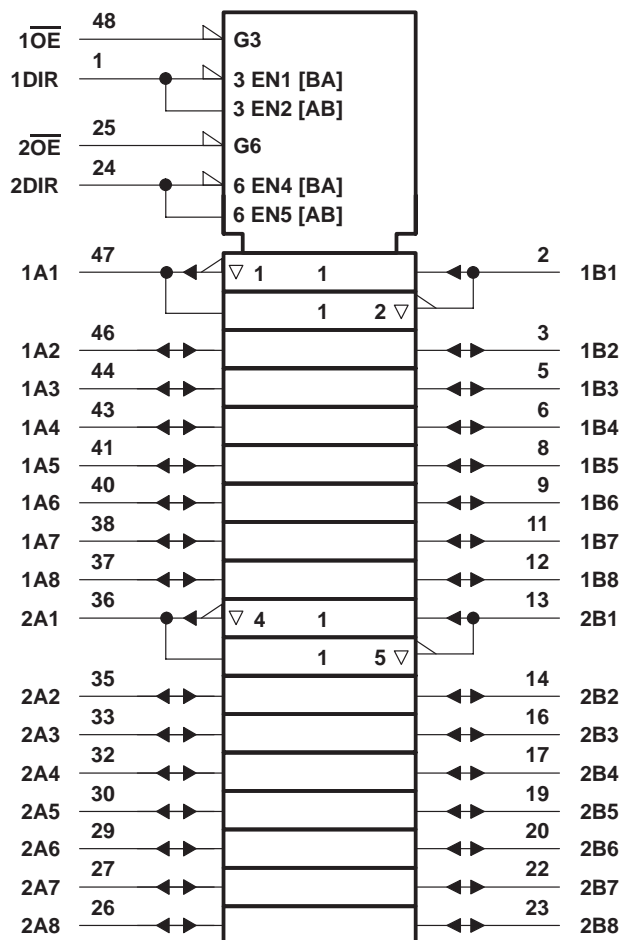 1O̅E̅ 48 G3
1DIR 1 3 EN1 [BA]
3 EN2 [AB]
2O̅E̅ 25 G6
2DIR 24 6 EN4 [BA]
6 EN5 [AB]
1A1 47 ▽ 1 1 2 1B1
1 2 ▽
1A2 46 3 1B2
1A3 44 5 1B3
1A4 43 6 1B4
1A5 41 8 1B5
1A6 40 9 1B6
1A7 38 11 1B7
1A8 37 12 1B8
2A1 36 ▽ 4 1 13 2B1
1 5 ▽
2A2 35 14 2B2
2A3 33 16 2B3
2A4 32 17 2B4
2A5 30 19 2B5
2A6 29 20 2B6
2A7 27 22 2B7
2A8 26 23 2B8